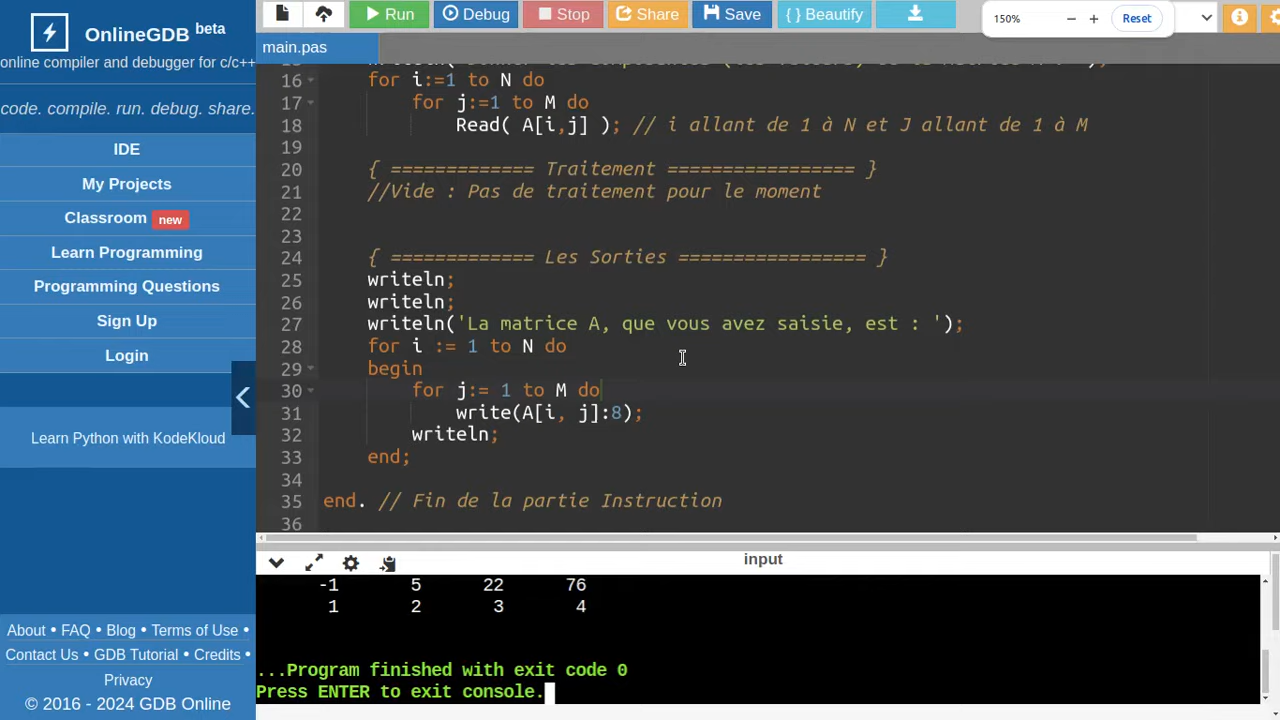 OnlineGDB beta
online compiler and debugger for c/c++
code. compile. run. debug. share.
IDE
My Projects
Classroom new
Learn Programming
Programming Questions
Sign Up
Login
Learn Python with KodeKloud
About • FAQ • Blog • Terms of Use •
Contact Us • GDB Tutorial • Credits •
Privacy
© 2016 - 2024 GDB Online
Run Debug Stop Share Save { } Beautify
150% − + Reset
main.pas
16 for i:=1 to N do
17 for j:=1 to M do
18 Read( A[i,j] ); // i allant de 1 à N et J allant de 1 à M
19
20 { ============= Traitement ================= }
21 //Vide : Pas de traitement pour le moment
22
23
24 { ============= Les Sorties ================= }
25 writeln;
26 writeln;
27 writeln('La matrice A, que vous avez saisie, est : ');
28 for i := 1 to N do
29 begin
30 for j:= 1 to M do
31 write(A[i, j]:8);
32 writeln;
33 end;
34
35 end. // Fin de la partie Instruction
36
input
-1 5 22 76
1 2 3 4
...Program finished with exit code 0
Press ENTER to exit console.